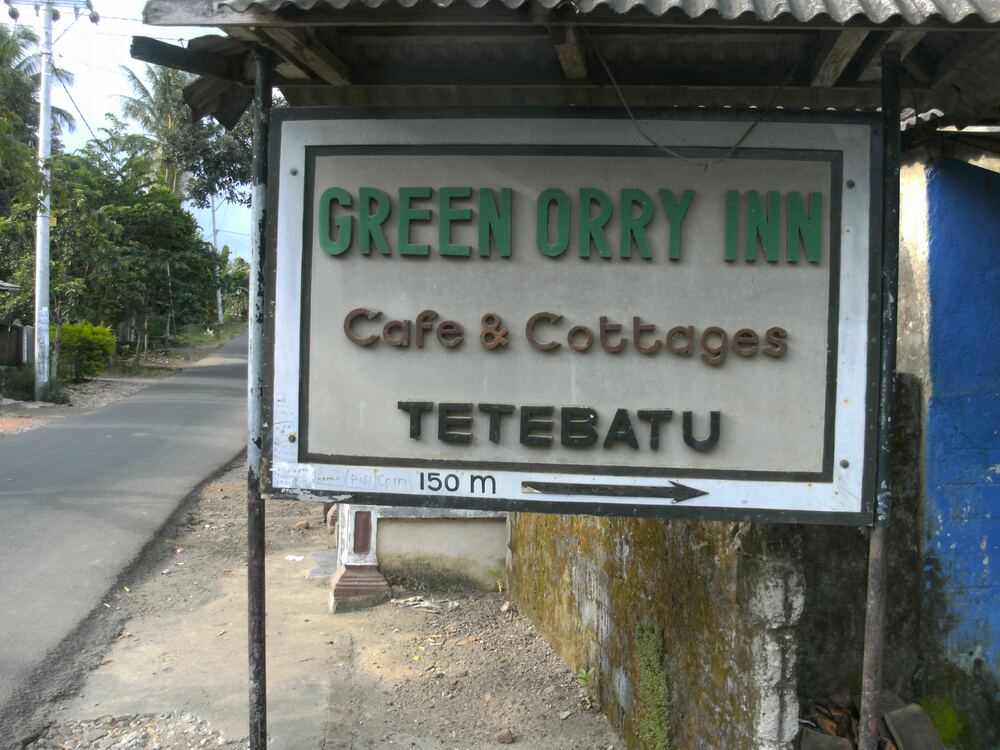 GREEN ORRY INN
Cafe & Cottages
TETEBATU
150 m